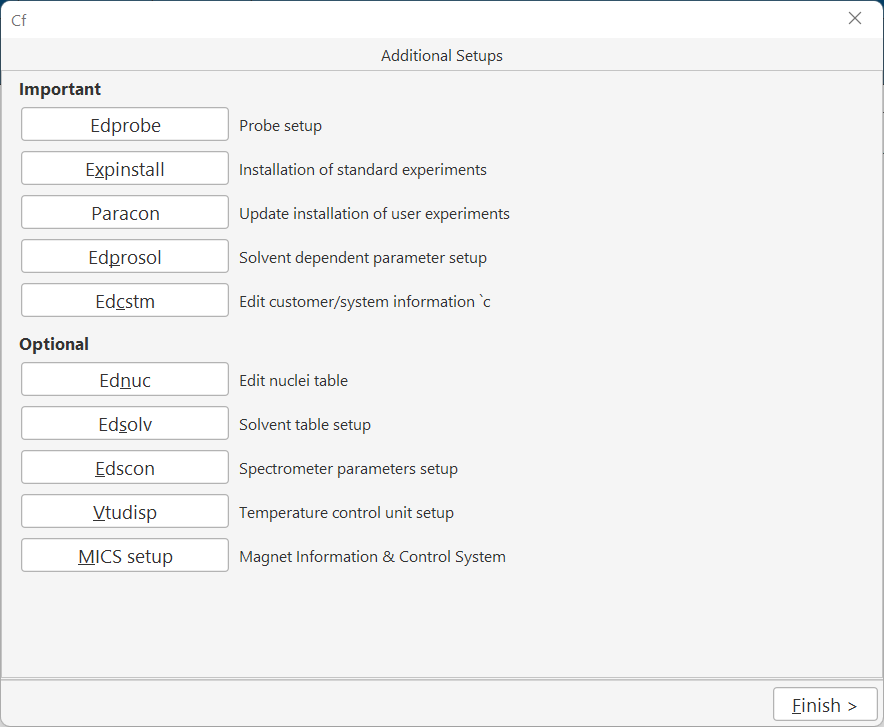 Cf
Additional Setups
Important
Edprobe Probe setup
Expinstall Installation of standard experiments
Paracon Update installation of user experiments
Edprosol Solvent dependent parameter setup
Edcstm Edit customer/system information `c
Optional
Ednuc Edit nuclei table
Edsolv Solvent table setup
Edscon Spectrometer parameters setup
Vtudisp Temperature control unit setup
MICS setup Magnet Information & Control System
Finish >